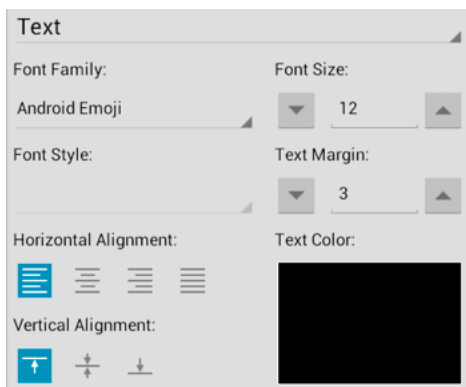 Text
Font Family:
Font Size:
Android Emoji
12
Font Style:
Text Margin:
3
Horizontal Alignment:
Text Color:
Vertical Alignment: